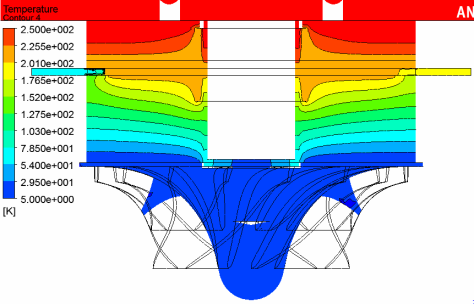 Temperature
Contour 4
AN
2.500e+002
2.255e+002
2.010e+002
1.765e+002
1.520e+002
1.275e+002
1.030e+002
7.850e+001
5.400e+001
2.950e+001
5.000e+000
[K]